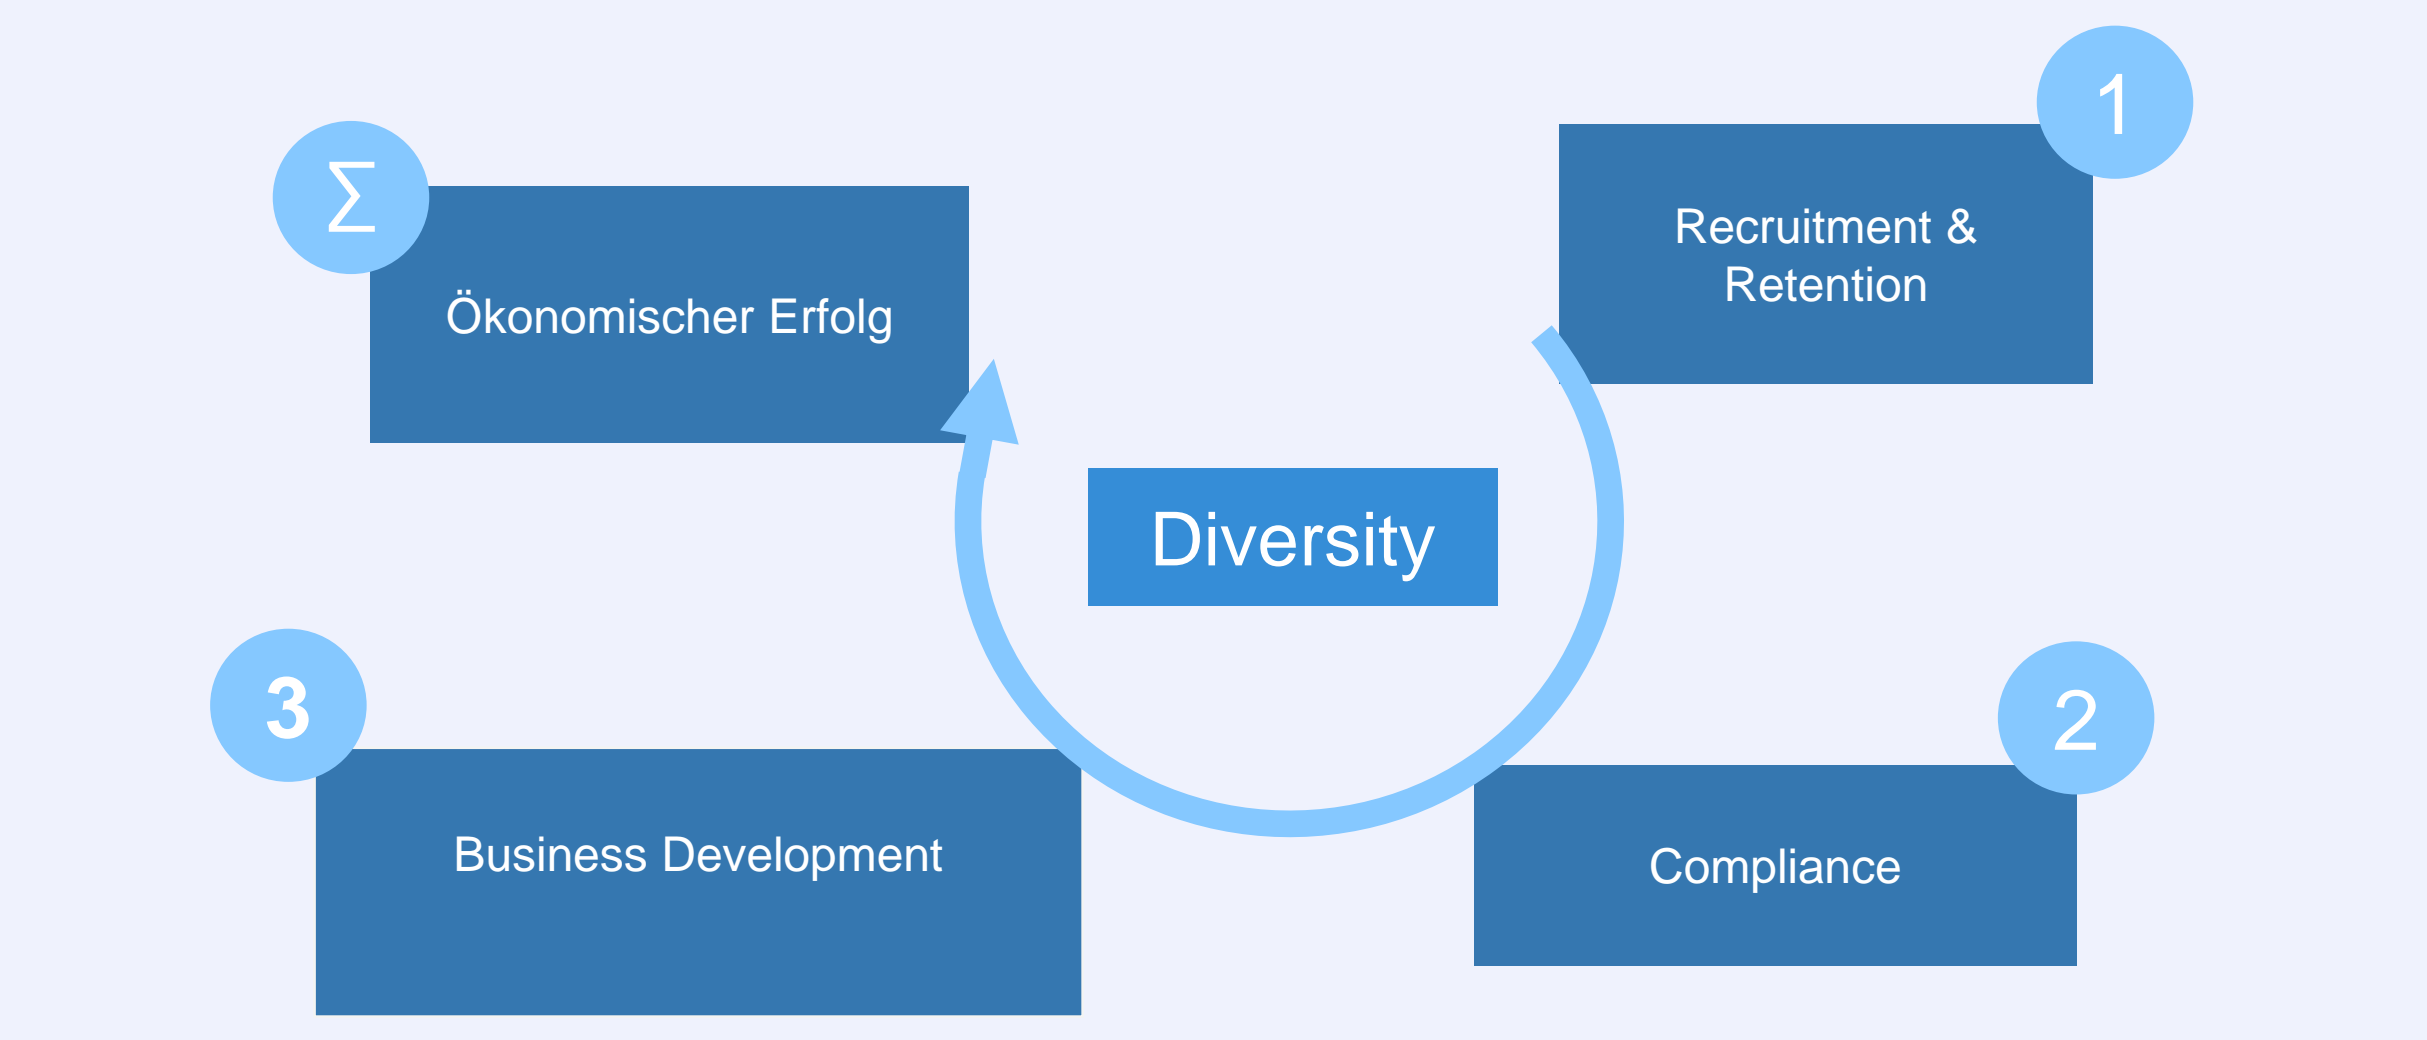 1
Recruitment &
Retention
2
Compliance
3
Business Development
Σ
Ökonomischer Erfolg
Diversity